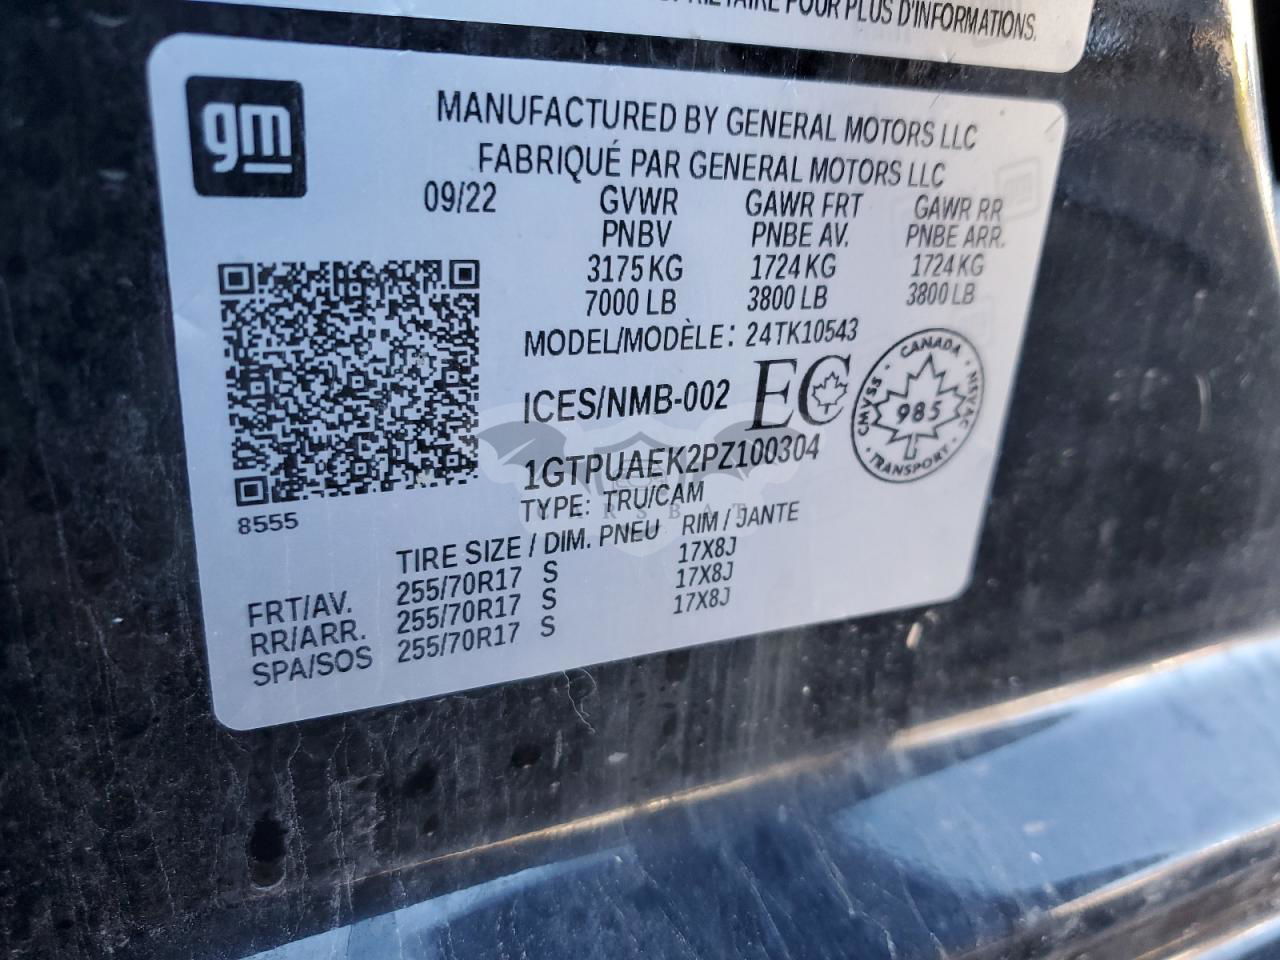 PRIÉTAIRE POUR PLUS D'INFORMATIONS.
gm
MANUFACTURED BY GENERAL MOTORS LLC
FABRIQUÉ PAR GENERAL MOTORS LLC
09/22 GVWR GAWR FRT GAWR RR
PNBV PNBE AV. PNBE ARR.
3175 KG 1724 KG 1724 KG
7000 LB 3800 LB 3800 LB
MODEL/MODÈLE: 24TK10543
ICES/NMB-002 EC
CANADA
CMVSS 985 NSVAC
TRANSPORT
1GTPUAEK2PZ100304
TYPE: TRU/CAM
8555
TIRE SIZE / DIM. PNEU RIM / JANTE
FRT/AV. 255/70R17 S 17X8J
RR/ARR. 255/70R17 S 17X8J
SPA/SOS 255/70R17 S 17X8J